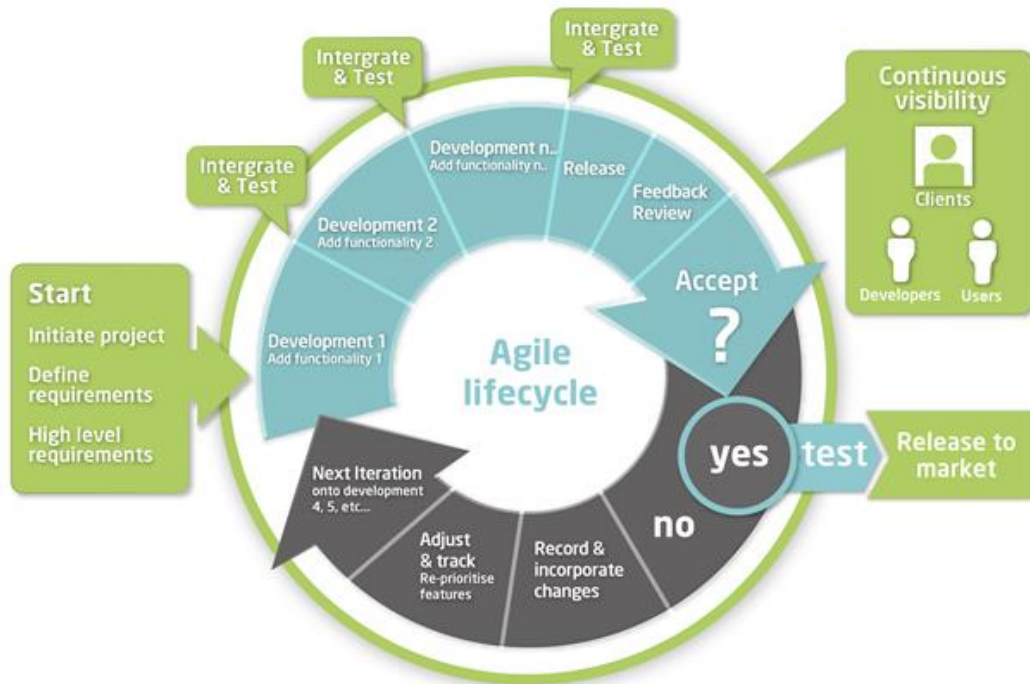 Intergrate
& Test
Intergrate
& Test
Intergrate
& Test
Continuous
visibility
Clients
Developers
Users
Start
Initiate project
Define
requirements
High level
requirements
Development 1
Add functionality 1
Development 2
Add functionality 2
Development n..
Add functionality n..
Release
Feedback
Review
Accept
?
Agile
lifecycle
yes
test
Release to
market
no
Record &
incorporate
changes
Adjust
& track
Re-prioritise
features
Next Iteration
onto development
4, 5, etc...